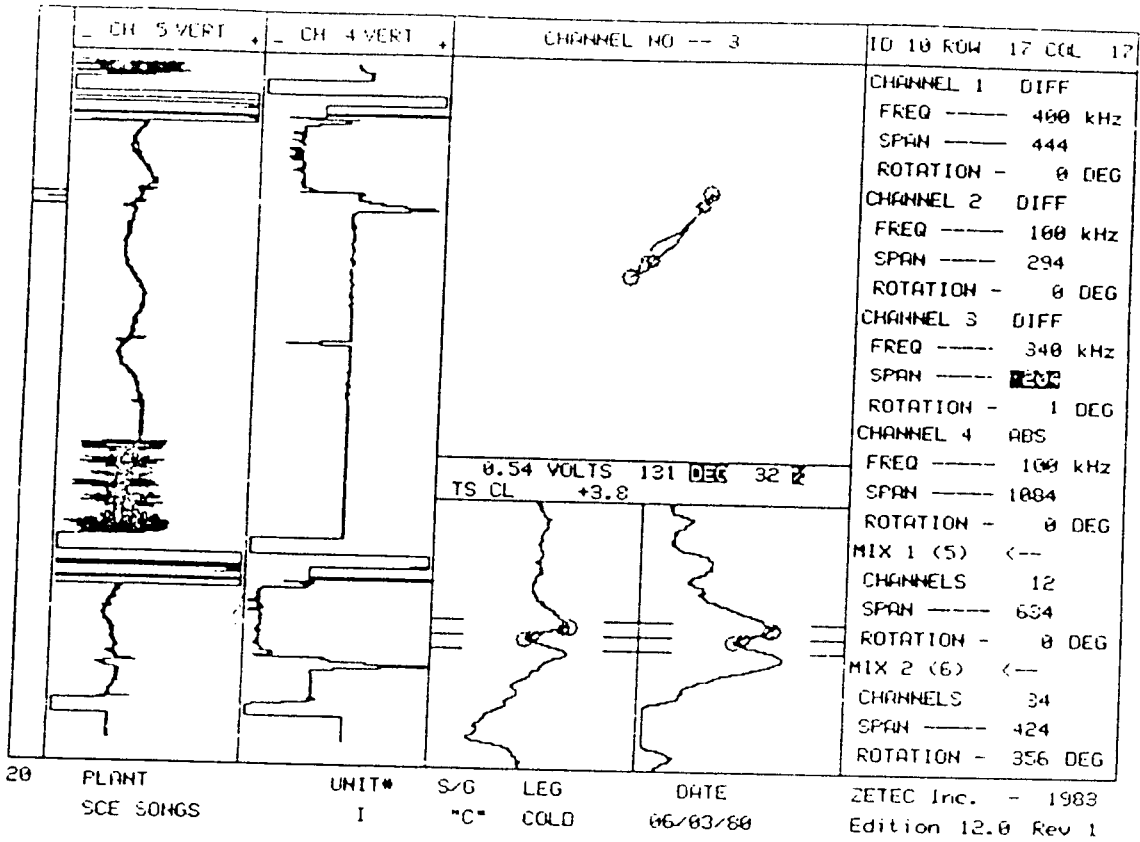 _ CH 5 VERT +
_ CH 4 VERT +
CHANNEL NO -- 3
ID 10 ROW 17 COL 17
CHANNEL 1 DIFF
FREQ ----- 400 kHz
SPAN ----- 444
ROTATION - 0 DEG
CHANNEL 2 DIFF
FREQ ----- 100 kHz
SPAN ----- 294
ROTATION - 0 DEG
CHANNEL 3 DIFF
FREQ ----- 340 kHz
SPAN ----- 204
ROTATION - 1 DEG
CHANNEL 4 ABS
FREQ ----- 100 kHz
SPAN ----- 1084
ROTATION - 0 DEG
MIX 1 (5) <--
CHANNELS 12
SPAN ----- 634
ROTATION - 0 DEG
MIX 2 (6) <--
CHANNELS 34
SPAN ----- 424
ROTATION - 356 DEG
0.54 VOLTS 131 DEG 32 %
TS CL +3.8
20 PLANT UNIT# S/G LEG DATE
SCE SONGS I "C" COLD 06/03/80
ZETEC Inc. - 1983
Edition 12.0 Rev 1